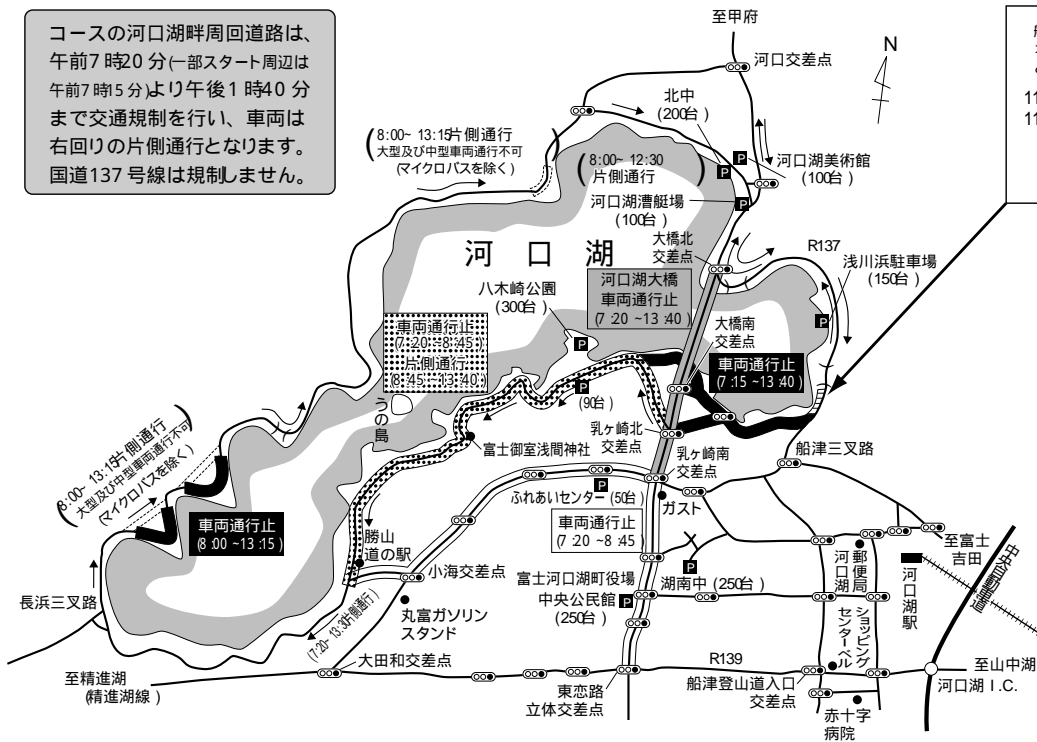 コースの河口湖畔周回道路は、
午前7時20分(一部スタート周辺は
午前7時15分)より午後1時40分
まで交通規制を行い、車両は
右回りの片側通行となります。
国道137号線は規制しません。
至甲府
河口交差点
N
11
11
北中
(200台)
(8:00~13:15片側通行
大型及び中型車両通行不可
(マイクロバスを除く))
(8:00~12:30
片側通行)
河口湖美術館
(100台)
河口湖漕艇場
(100台)
大橋北
交差点
R137
浅川浜駐車場
(150台)
河口湖
八木崎公園
(300台)
河口湖大橋
車両通行止
(7:20~13:40)
車両通行止
(7:20~8:45)
片側通行
(8:45~13:40)
大橋南
交差点
車両通行止
(7:15~13:40)
(90台)
うの島
富士御室浅間神社
乳ヶ崎北
交差点
乳ヶ崎南
交差点
船津三叉路
(8:00~13:15片側通行
大型及び中型車両通行不可
(マイクロバスを除く))
車両通行止
(8:00~13:15)
ふれあいセンター(50台)
ガスト
車両通行止
(7:20~8:45)
勝山
道の駅
小海交差点
富士河口湖町役場
中央公民館
(250台)
湖南中(250台)
河口湖
郵便局
河口湖駅
至富士
吉田
中央自動車道
長浜三叉路
丸富ガソリン
スタンド
(7:20~13:30片側通行)
ショッピング
センターベル
大田和交差点
R139
至山中湖
河口湖I.C.
至精進湖
(精進湖線)
東恋路
立体交差点
船津登山道入口
交差点
赤十字
病院
P
P
P
P
P
P
P
P
P